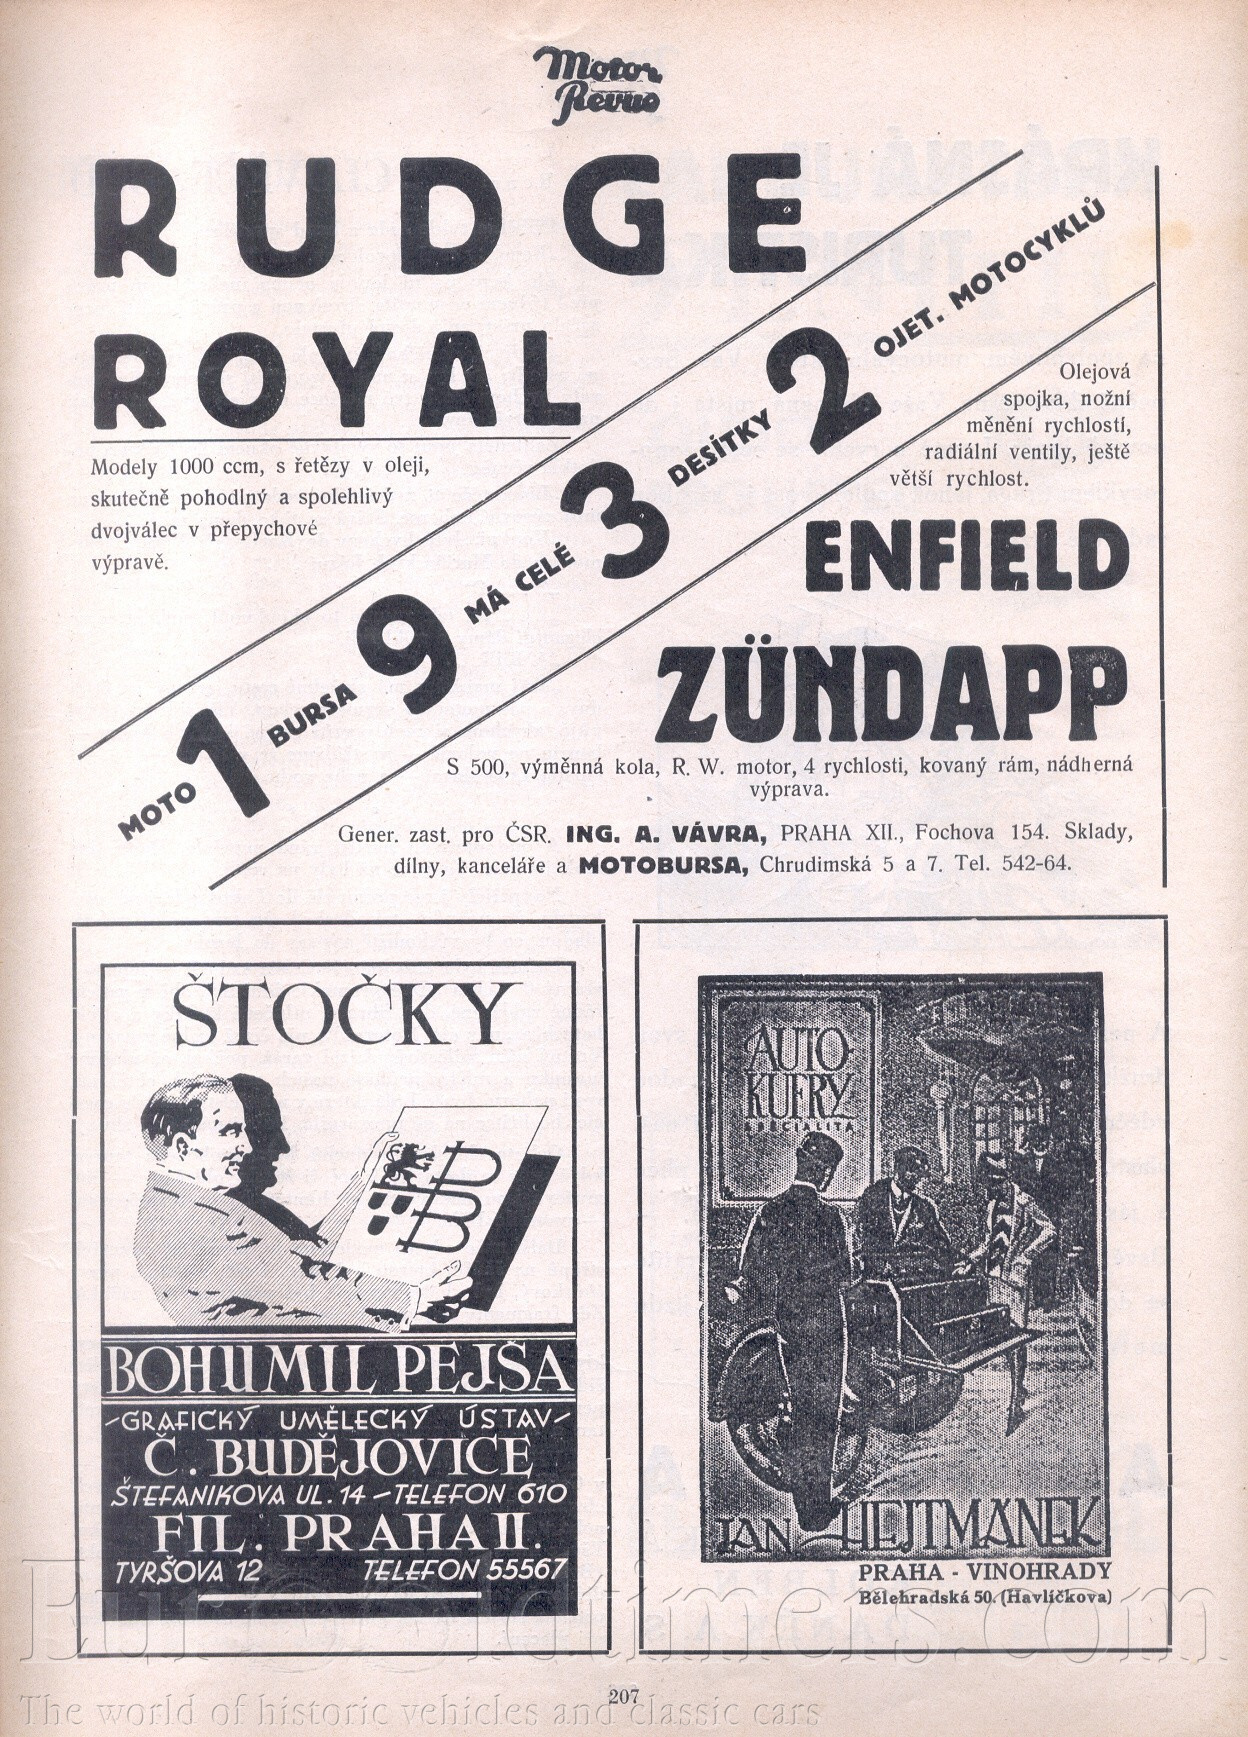 Motor
Revue
RUDGE
ROYAL
Modely 1000 ccm, s řetězy v oleji,
skutečně pohodlný a spolehlivý
dvojválec v přepychové
výpravě.
MOTO 1 BURSA 9 MÁ CELÉ 3 DESÍTKY 2 OJET. MOTOCYKLŮ
Olejová
spojka, nožní
měnění rychlostí,
radiální ventily, ještě
větší rychlost.
ENFIELD
ZÜNDAPP
S 500, výměnná kola, R. W. motor, 4 rychlosti, kovaný rám, nádherná
výprava.
Gener. zast. pro ČSR. ING. A. VÁVRA, PRAHA XII., Fochova 154. Sklady,
dílny, kanceláře a MOTOBURSA, Chrudimská 5 a 7. Tel. 542-64.
ŠTOČKY
BOHUMIL PEJŠA
-GRAFICKÝ UMĚLECKÝ ÚSTAV-
Č. BUDĚJOVICE
ŠTEFANIKOVA UL. 14 - TELEFON 610
FIL. PRAHA II.
TYRŠOVA 12 TELEFON 55567
AUTO-
KUFRY
SPECIALITA
JAN HEJTMÁNEK
PRAHA - VINOHRADY
Bělehradská 50. (Havlíčkova)
207
EuroOldtimers.com
The world of historic vehicles and classic cars